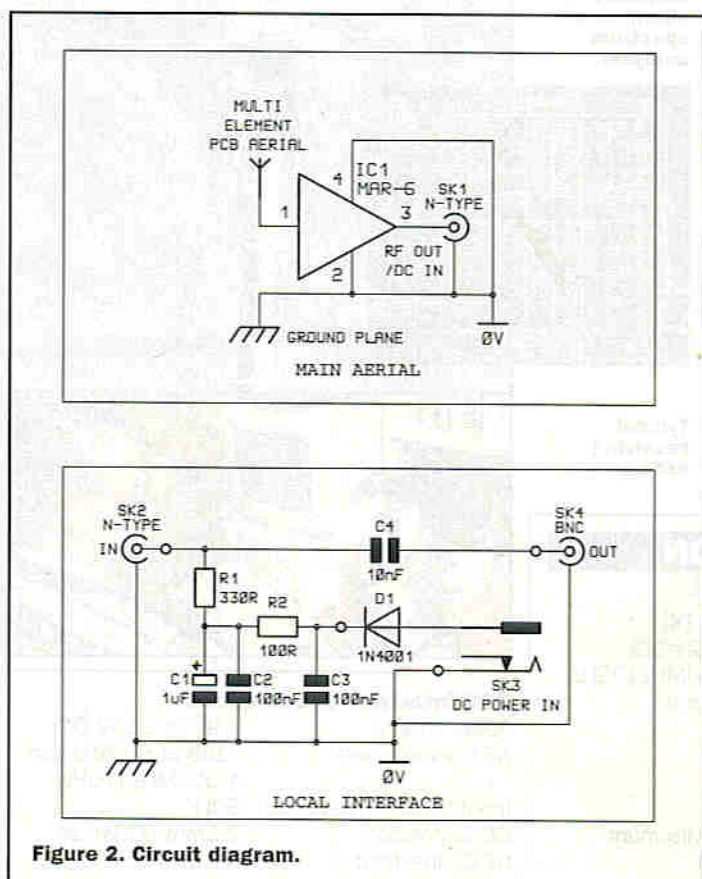 MULTI
ELEMENT
PCB AERIAL
4
IC1
MAR-6
SK1
N-TYPE
1
3
2
RF OUT
/DC IN
GROUND PLANE
0V
MAIN AERIAL
SK2
N-TYPE
IN
C4
10nF
SK4
BNC
OUT
R1
330R
R2
100R
D1
1N4001
C1
+
1uF
C2
100nF
C3
100nF
SK3
DC POWER IN
0V
LOCAL INTERFACE
Figure 2. Circuit diagram.